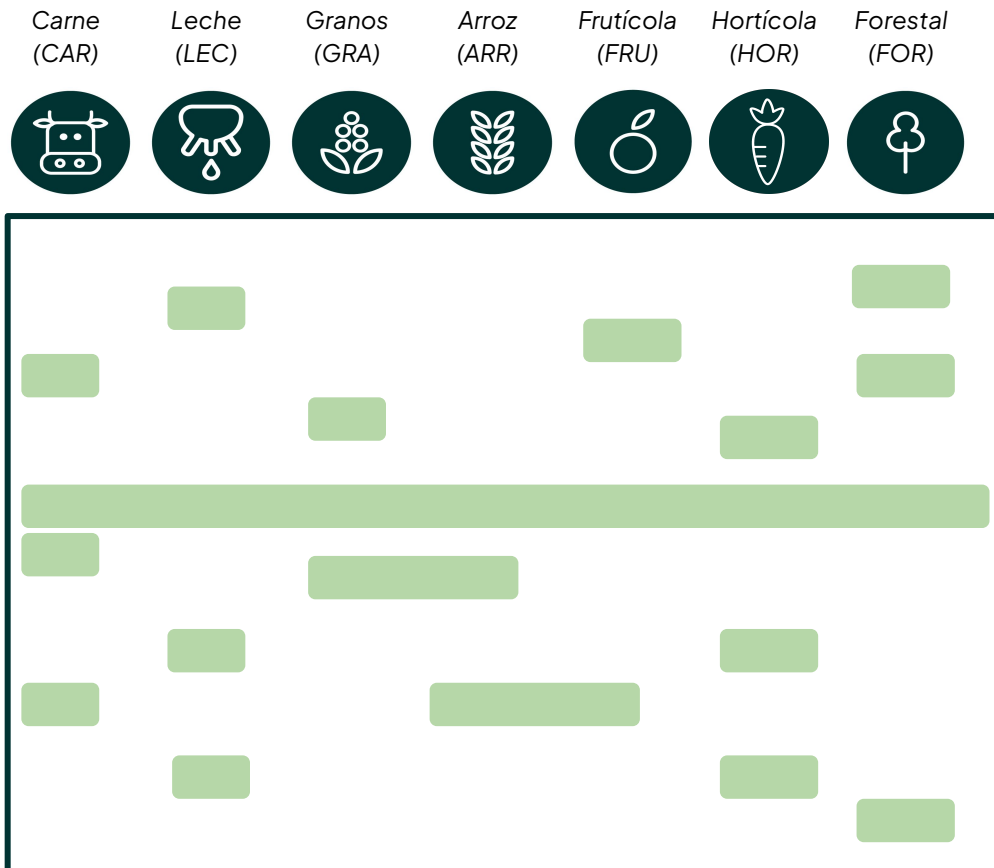 Carne
(CAR)
Leche
(LEC)
Granos
(GRA)
Arroz
(ARR)
Frutícola
(FRU)
Hortícola
(HOR)
Forestal
(FOR)